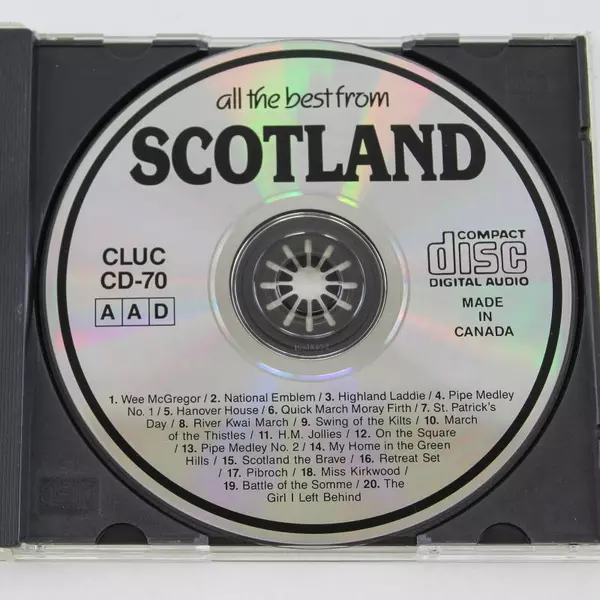 all the best from
SCOTLAND
CLUC
CD-70
AAD
COMPACT
disc
DIGITAL AUDIO
MADE
IN
CANADA
1. Wee McGregor / 2. National Emblem / 3. Highland Laddie / 4. Pipe Medley
No. 1 / 5. Hanover House / 6. Quick March Moray Firth / 7. St. Patrick's
Day / 8. River Kwai March / 9. Swing of the Kilts / 10. March
of the Thistles / 11. H.M. Jollies / 12. On the Square
/ 13. Pipe Medley No. 2 / 14. My Home in the Green
Hills / 15. Scotland the Brave / 16. Retreat Set
/ 17. Pibroch / 18. Miss Kirkwood /
19. Battle of the Somme / 20. The
Girl I Left Behind